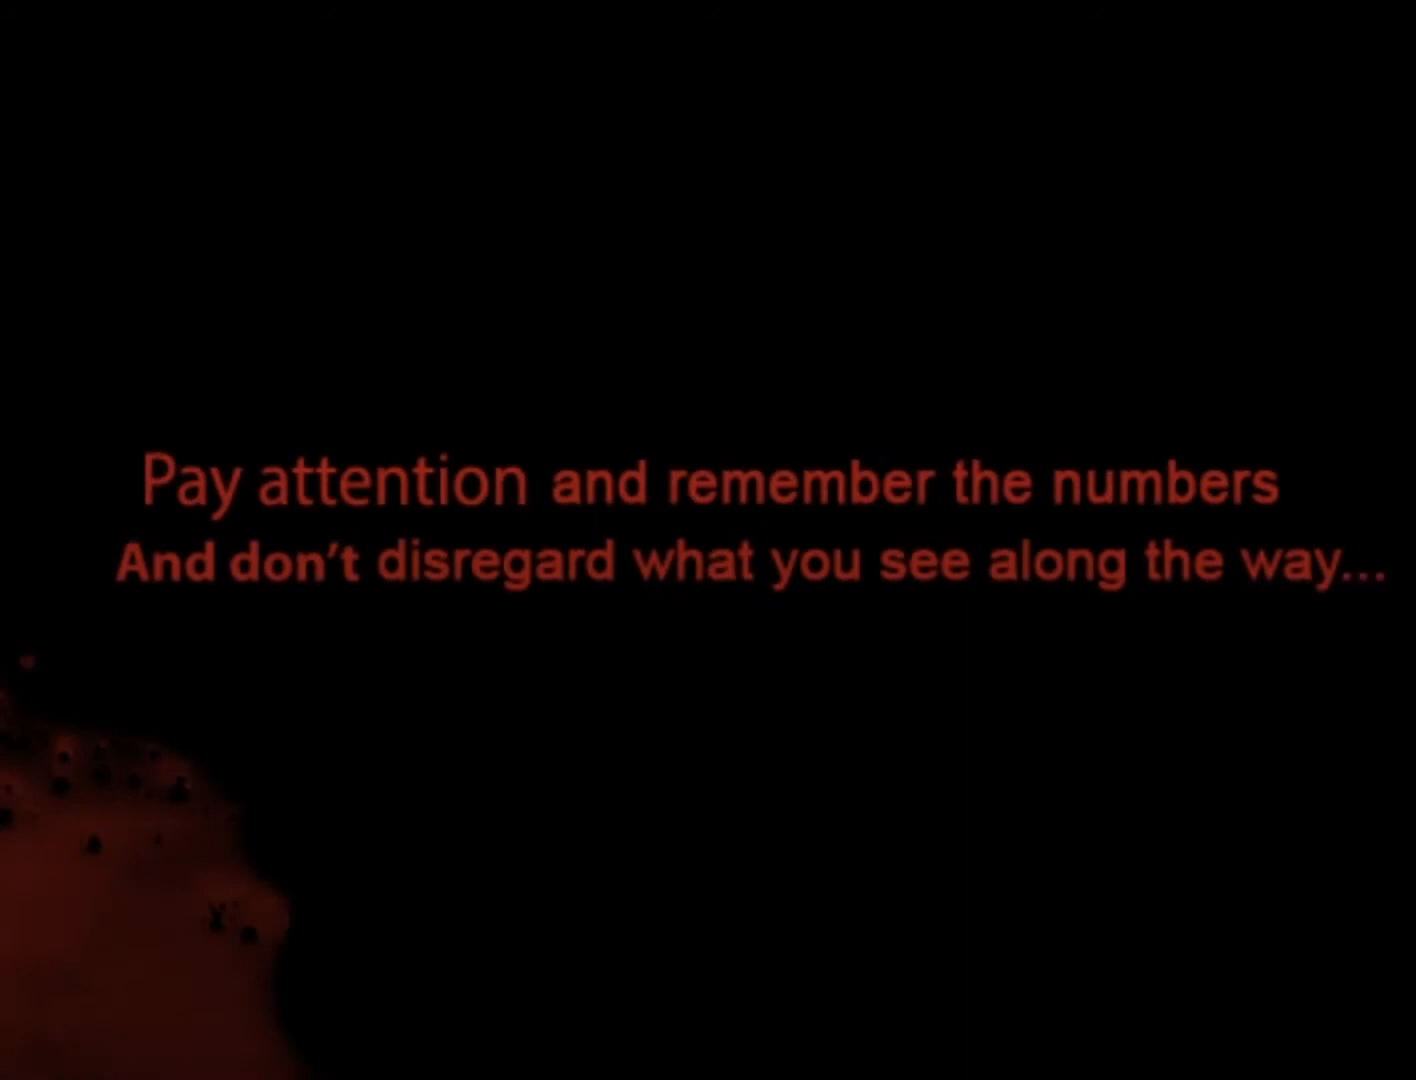 Pay attention and remember the numbers
And don't disregard what you see along the way...